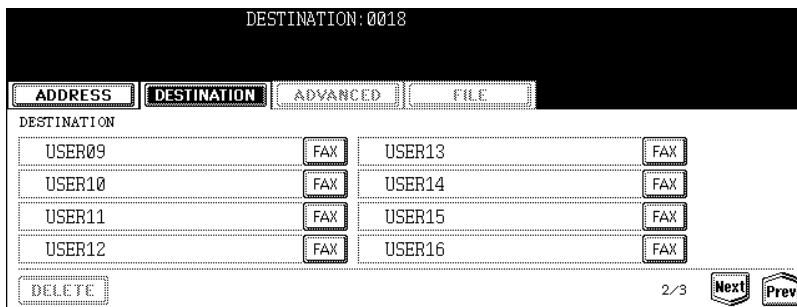 DESTINATION:0018
ADDRESS DESTINATION ADVANCED FILE
DESTINATION
USER09 FAX USER13 FAX
USER10 FAX USER14 FAX
USER11 FAX USER15 FAX
USER12 FAX USER16 FAX
DELETE 2/3 Next Prev